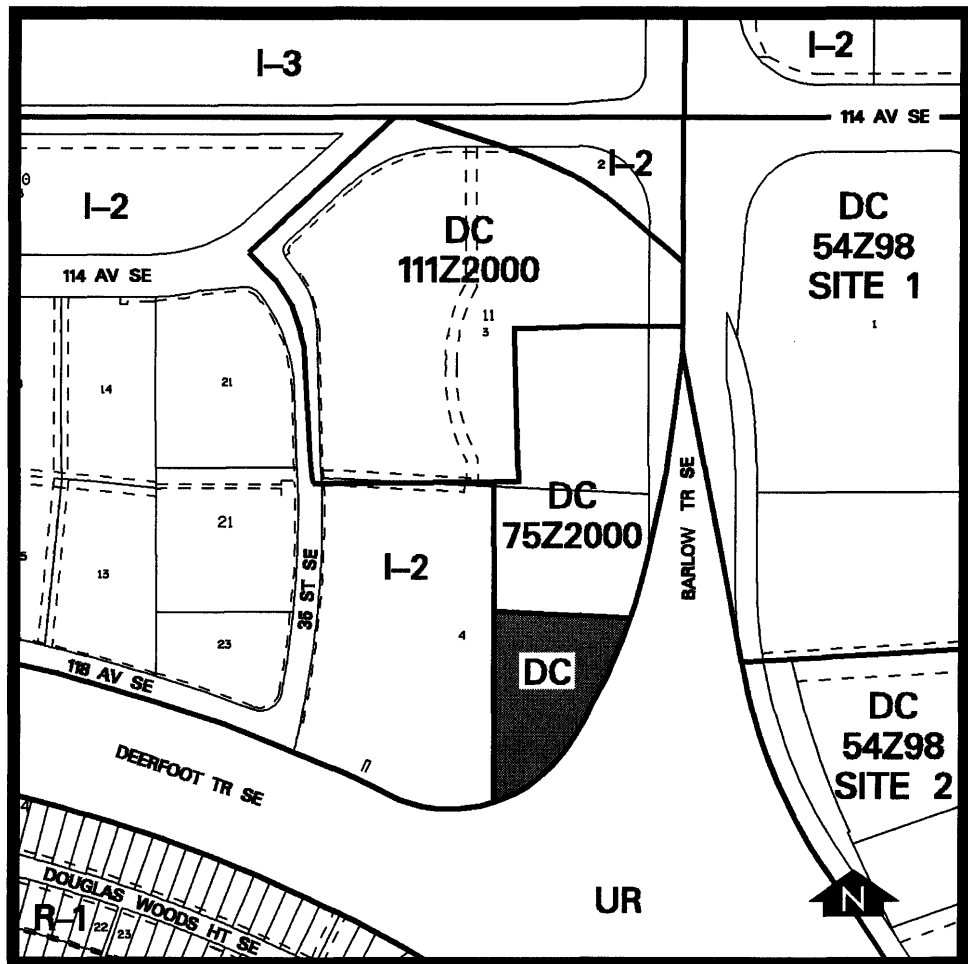 I–3
I–2
114 AV SE
2
I–2
I–2
DC
111Z2000
DC
54Z98
SITE 1
114 AV SE
11
3
1
14
21
BARLOW TR SE
DC
75Z2000
21
35 ST SE
I–2
13
4
23
118 AV SE
DC
DC
54Z98
SITE 2
DEERFOOT TR SE
DOUGLAS WOODS HT SE
UR
N
R–1
22
23